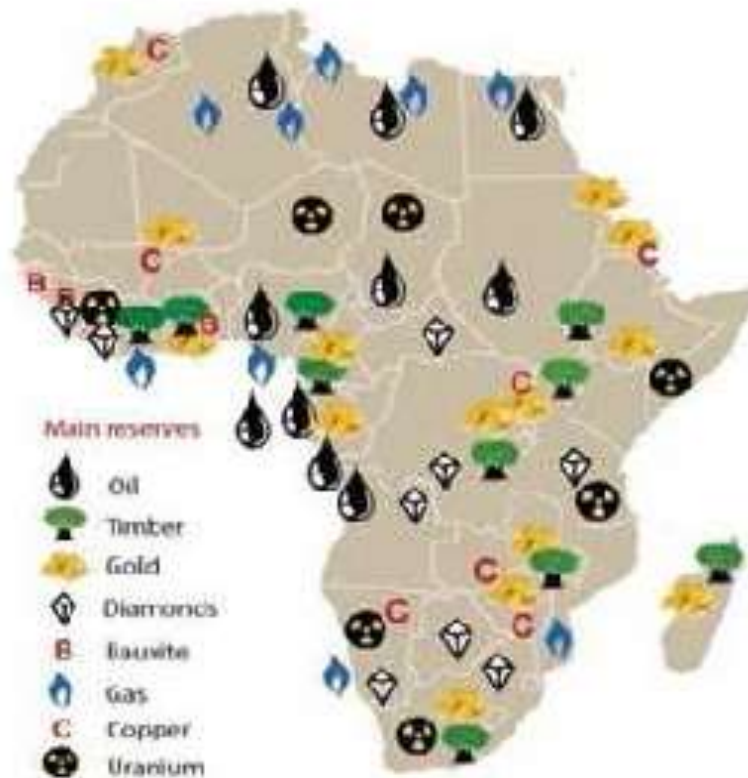 C
C
C
B
B
B
C
Main reserves
Oil
Timber
Gold
Diamonds
B Bauxite
Gas
C Copper
Uranium
C
C
C